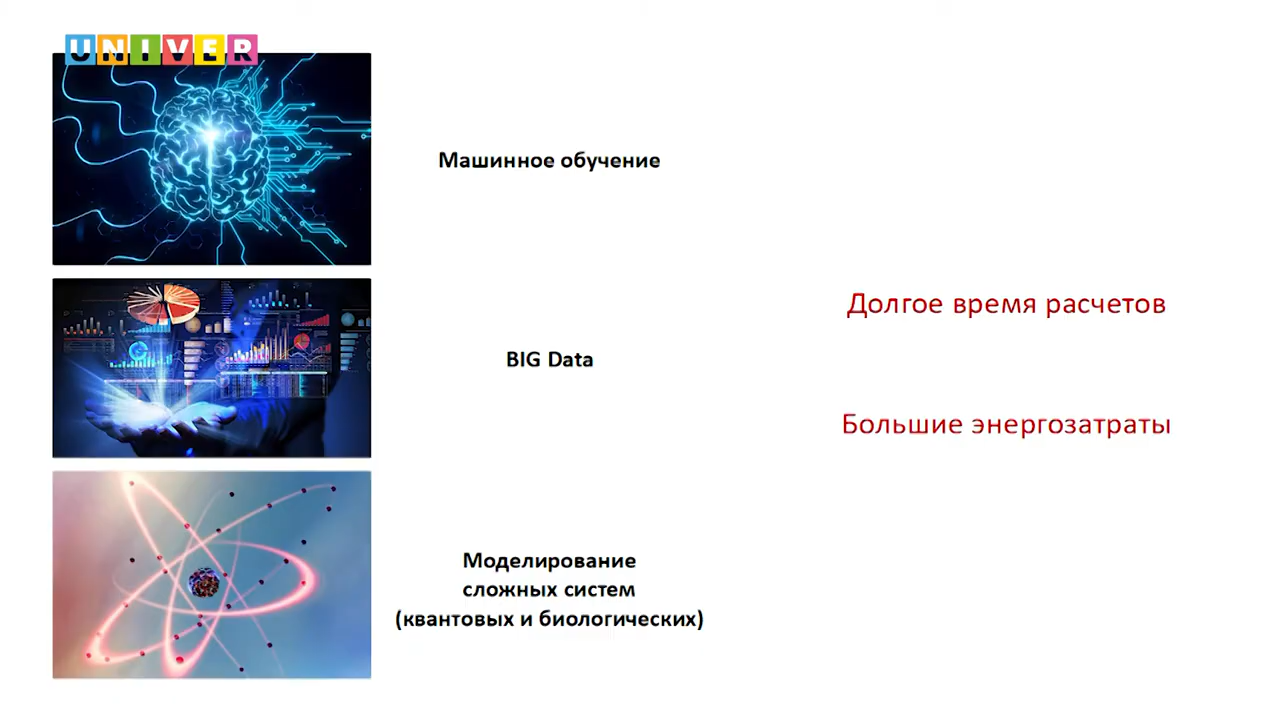 UNIVER
Машинное обучение
BIG Data
Моделирование
сложных систем
(квантовых и биологических)
Долгое время расчетов
Большие энергозатраты